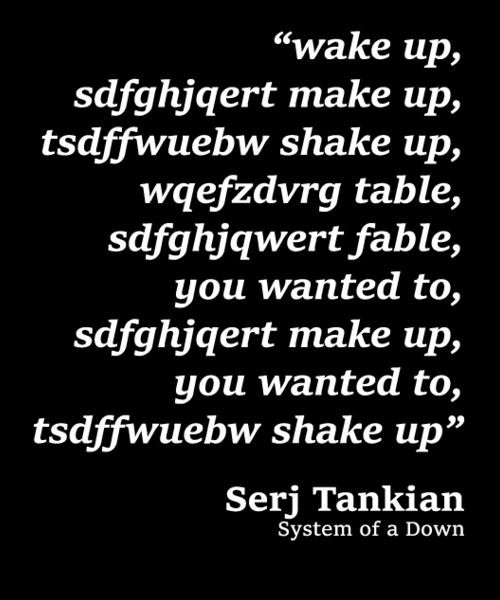 “wake up,
sdfghjqert make up,
tsdffwuebw shake up,
wqefzdvrg table,
sdfghjqwert fable,
you wanted to,
sdfghjqert make up,
you wanted to,
tsdffwuebw shake up”
Serj Tankian
System of a Down